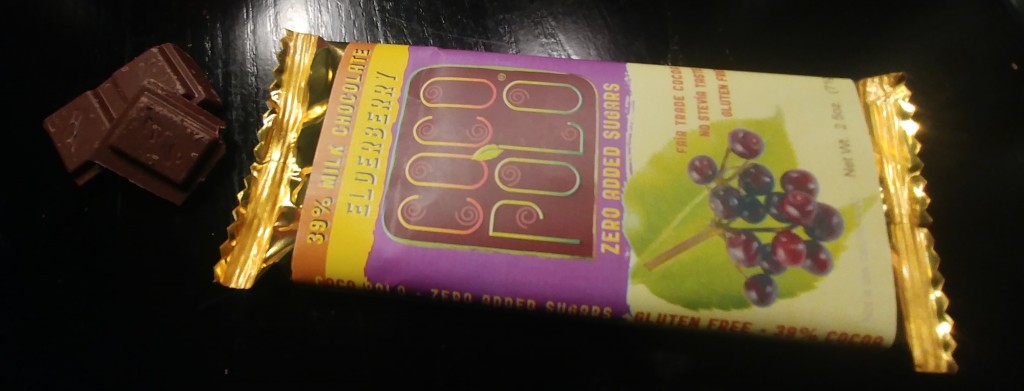 39% MILK CHOCOLATE
ELDERBERRY
COCO
POLO
®
ZERO ADDED SUGARS
FAIR TRADE COCOA
NO STEVIA TASTE
GLUTEN FREE
Net Wt. 2.5oz.
COCO POLO · ZERO ADDED SUGARS · GLUTEN FREE · 39% COCOA